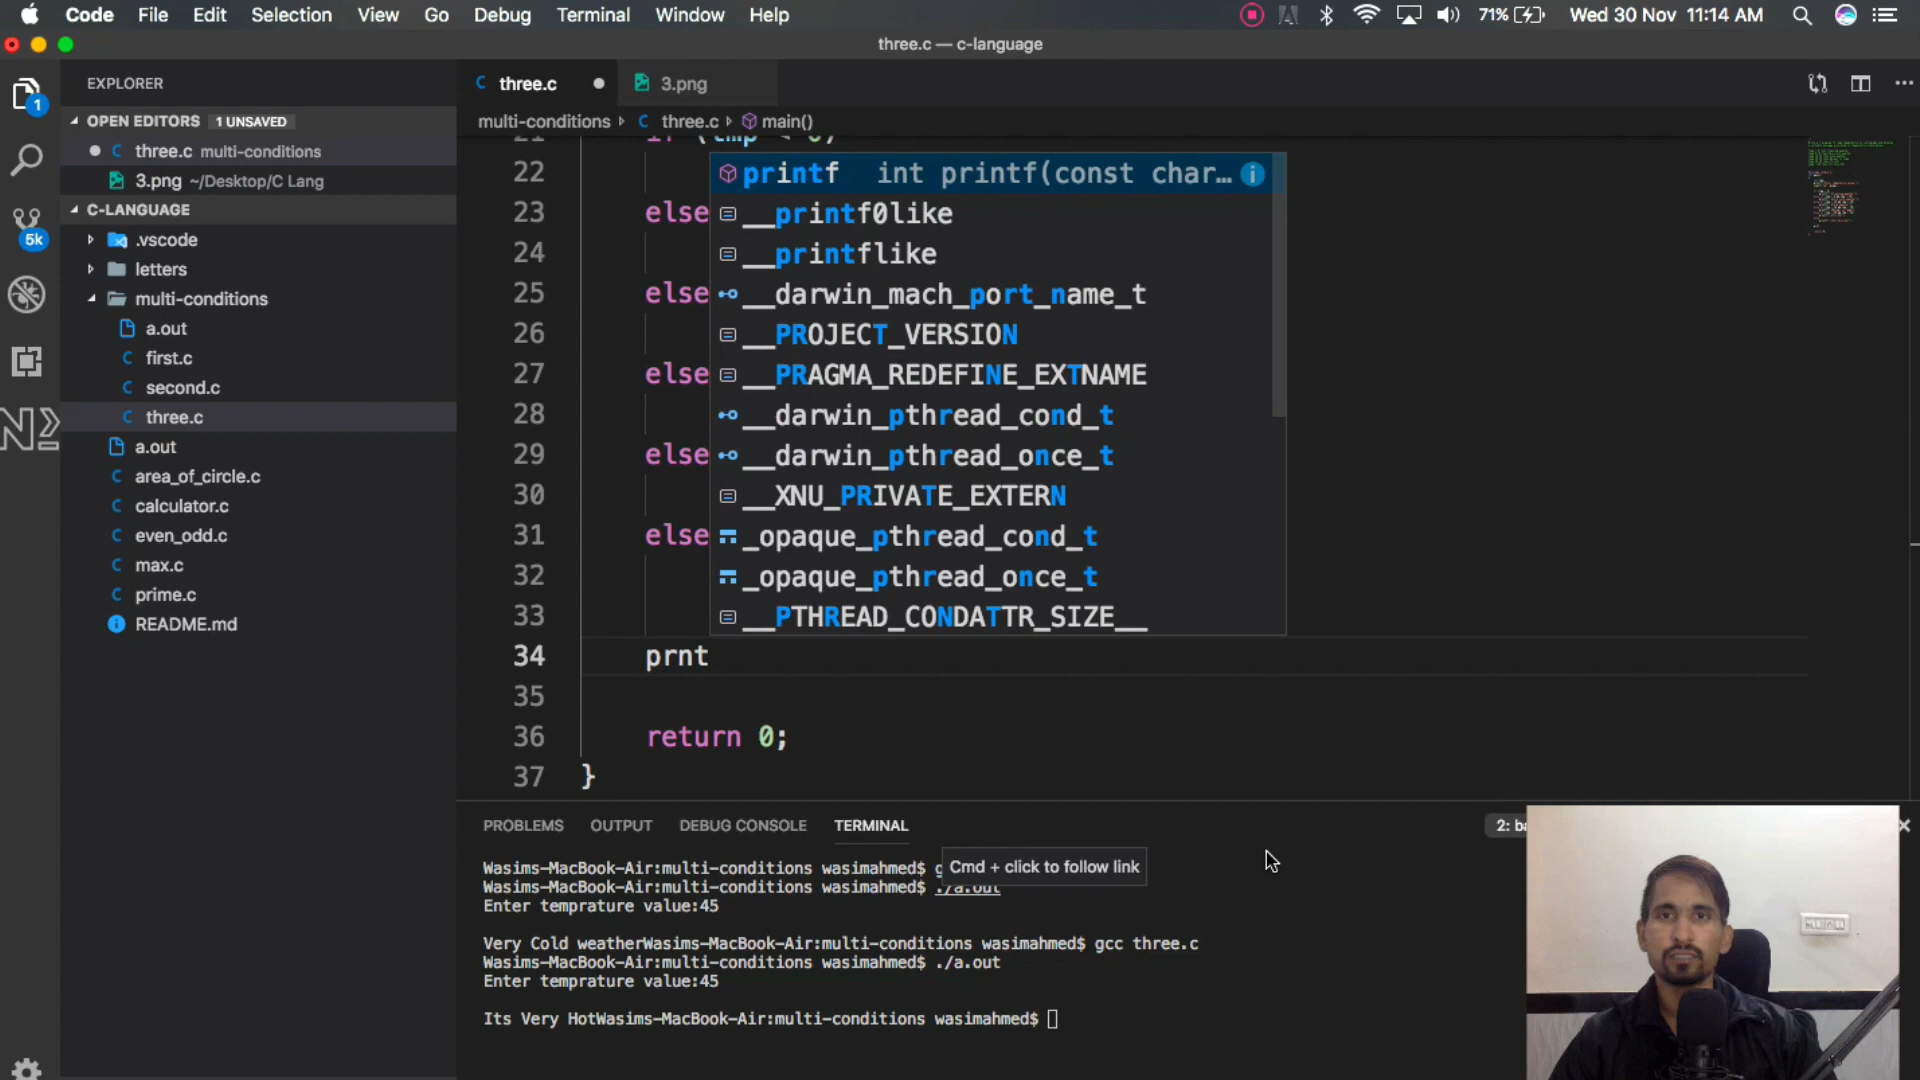 Code File Edit Selection View Go Debug Terminal Window Help 71% Wed 30 Nov 11:14 AM
three.c — c-language
EXPLORER
OPEN EDITORS 1 UNSAVED
three.c multi-conditions
3.png ~/Desktop/C Lang
C-LANGUAGE
.vscode
letters
multi-conditions
a.out
first.c
second.c
three.c
a.out
area_of_circle.c
calculator.c
even_odd.c
max.c
prime.c
README.md
1
5k
three.c 3.png
multi-conditions three.c main()
22
23 else
24
25 else
26
27 else
28
29 else
30
31 else
32
33
34 prnt
35
36 return 0;
37 }
printf int printf(const char…
__printf0like
__printflike
__darwin_mach_port_name_t
__PROJECT_VERSION
__PRAGMA_REDEFINE_EXTNAME
__darwin_pthread_cond_t
__darwin_pthread_once_t
__XNU_PRIVATE_EXTERN
_opaque_pthread_cond_t
_opaque_pthread_once_t
__PTHREAD_CONDATTR_SIZE__
PROBLEMS OUTPUT DEBUG CONSOLE TERMINAL 2: ba
Wasims-MacBook-Air:multi-conditions wasimahmed$ g
Cmd + click to follow link
Wasims-MacBook-Air:multi-conditions wasimahmed$ ./a.out
Enter temprature value:45
Very Cold weatherWasims-MacBook-Air:multi-conditions wasimahmed$ gcc three.c
Wasims-MacBook-Air:multi-conditions wasimahmed$ ./a.out
Enter temprature value:45
Its Very HotWasims-MacBook-Air:multi-conditions wasimahmed$